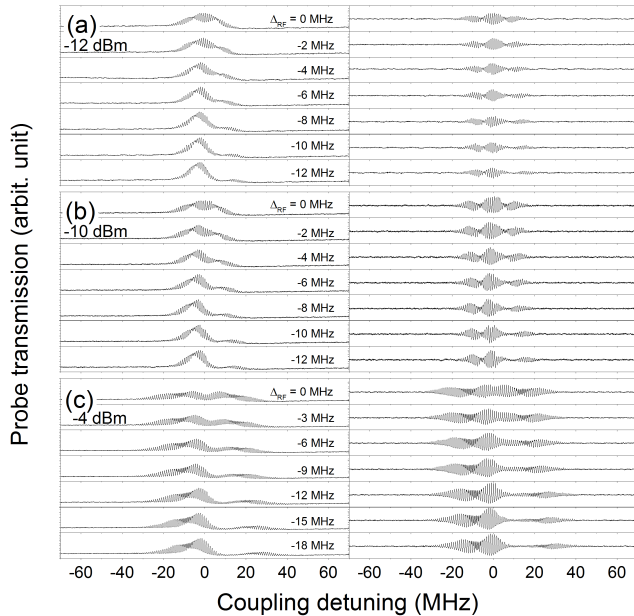 Probe transmission (arbit. unit)
(a)
-12 dBm
Δ_RF = 0 MHz
-2 MHz
-4 MHz
-6 MHz
-8 MHz
-10 MHz
-12 MHz
(b)
-10 dBm
Δ_RF = 0 MHz
-2 MHz
-4 MHz
-6 MHz
-8 MHz
-10 MHz
-12 MHz
(c)
-4 dBm
Δ_RF = 0 MHz
-3 MHz
-6 MHz
-9 MHz
-12 MHz
-15 MHz
-18 MHz
-60 -40 -20 0 20 40 60 -60 -40 -20 0 20 40 60
Coupling detuning (MHz)